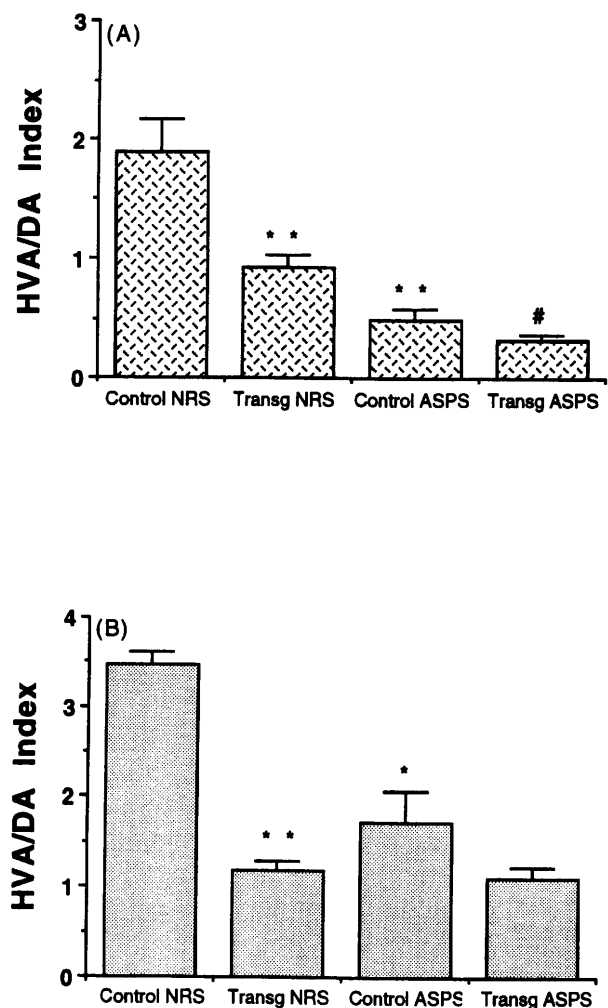 (A)
HVA/DA Index
3
2
1
0
* *
* *
#
Control NRS Transg NRS Control ASPS Transg ASPS
(B)
HVA/DA Index
4
3
2
1
0
* *
*
Control NRS Transg NRS Control ASPS Transg ASPS